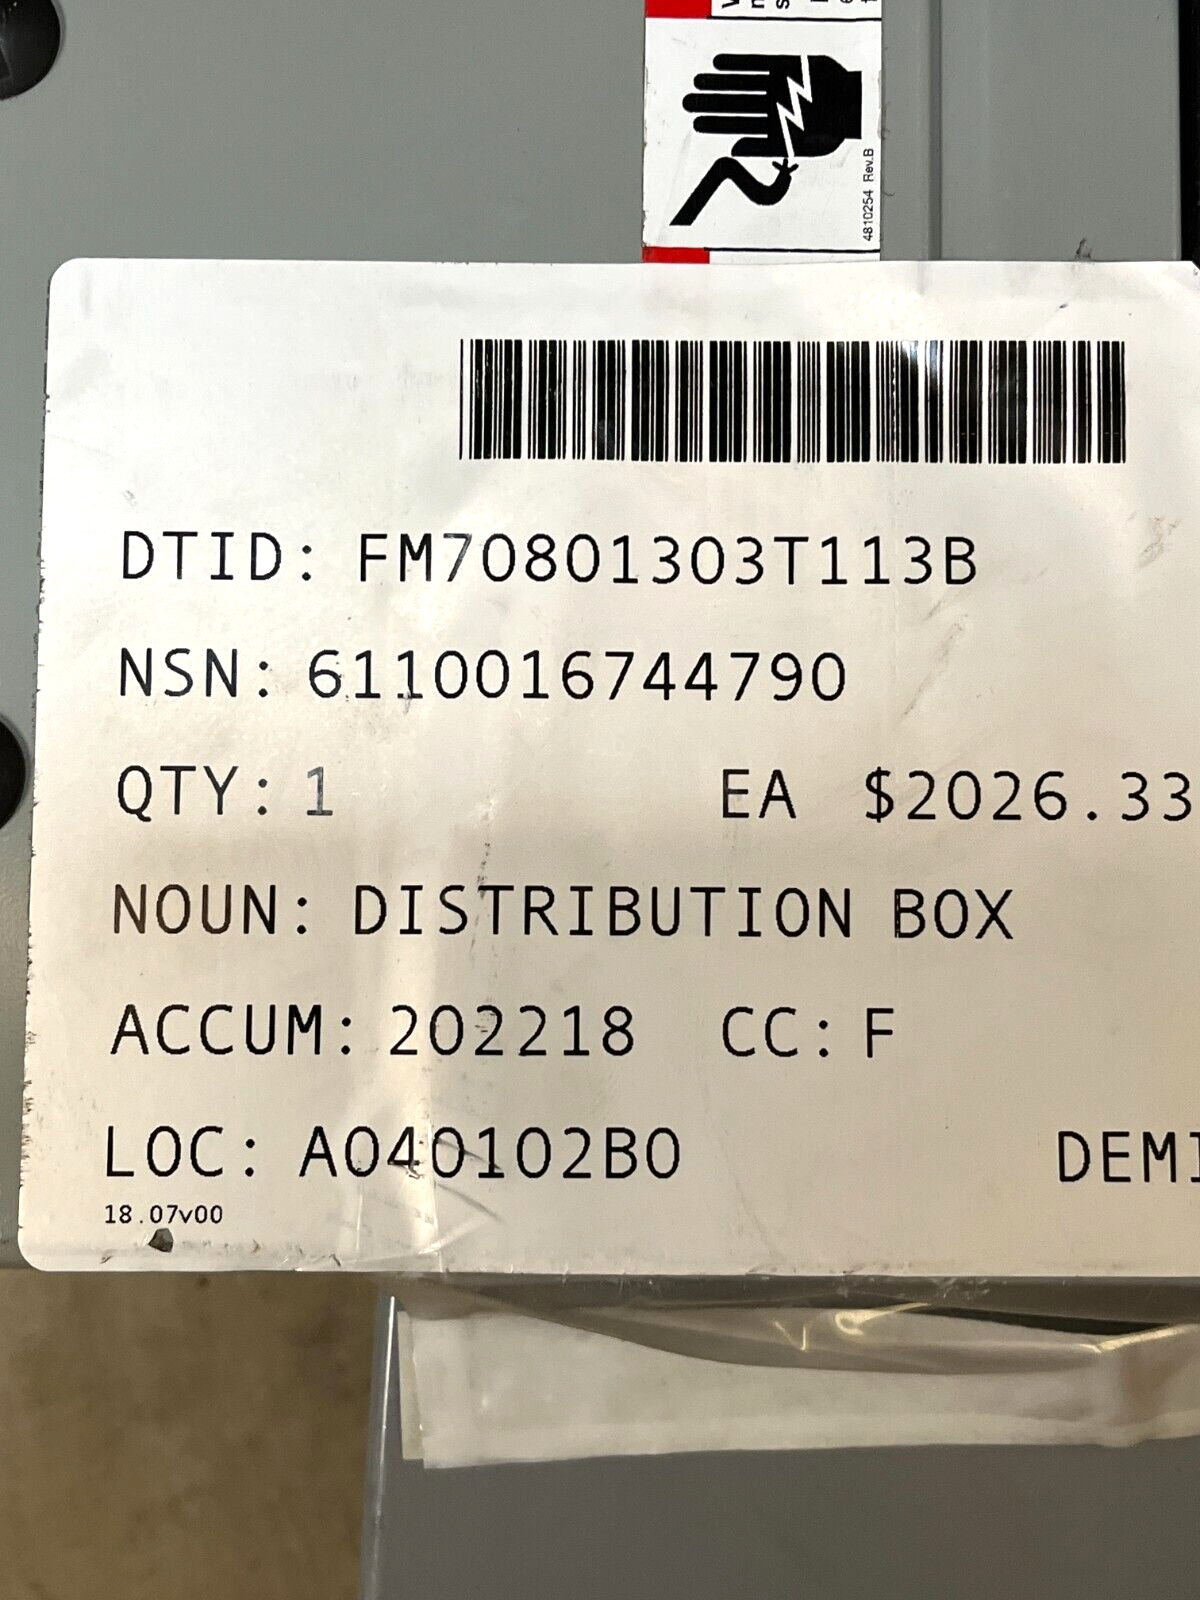 4810254 Rev.B
DTID: FM70801303T113B
NSN: 6110016744790
QTY: 1 EA $2026.33
NOUN: DISTRIBUTION BOX
ACCUM: 202218 CC: F
LOC: A040102B0 DEMI
18.07v00